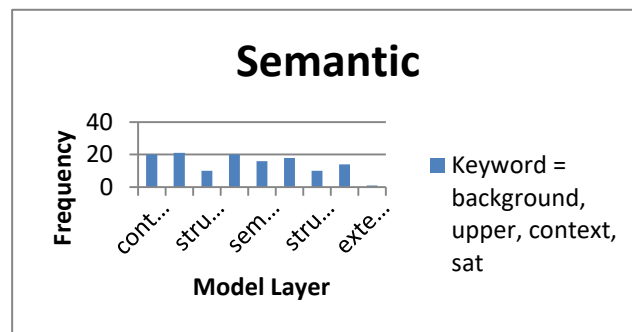 Semantic
40
20
0
Frequency
cont...
stru...
sem...
stru...
exte...
Model Layer
Keyword =
background,
upper, context,
sat